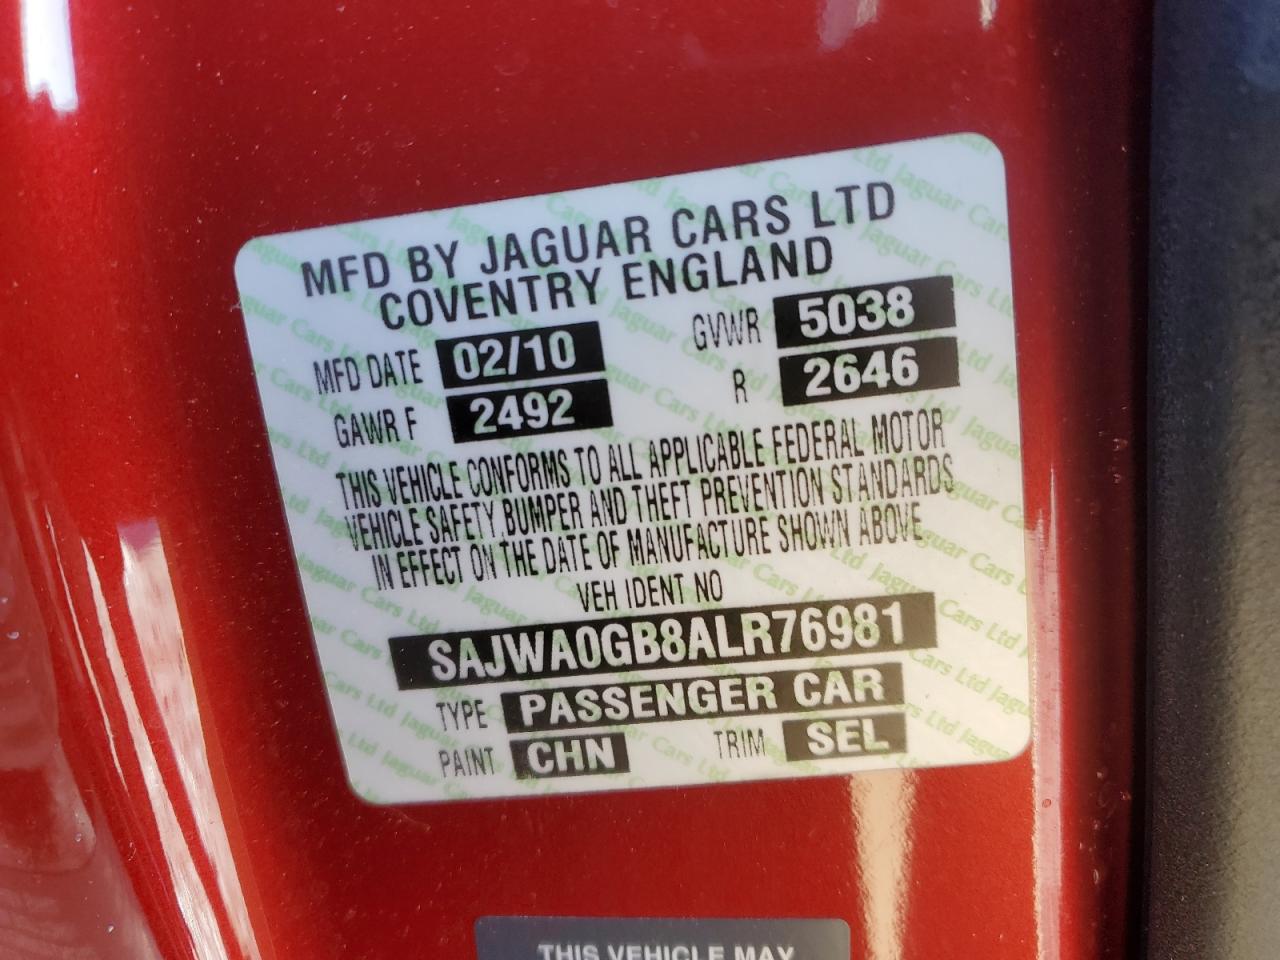 MFD BY JAGUAR CARS LTD
COVENTRY ENGLAND
MFD DATE 02/10 GVWR 5038
GAWR F 2492 R 2646
THIS VEHICLE CONFORMS TO ALL APPLICABLE FEDERAL MOTOR
VEHICLE SAFETY, BUMPER AND THEFT PREVENTION STANDARDS
IN EFFECT ON THE DATE OF MANUFACTURE SHOWN ABOVE
VEH IDENT NO
SAJWA0GB8ALR76981
TYPE PASSENGER CAR
PAINT CHN TRIM SEL
THIS VEHICLE MAY